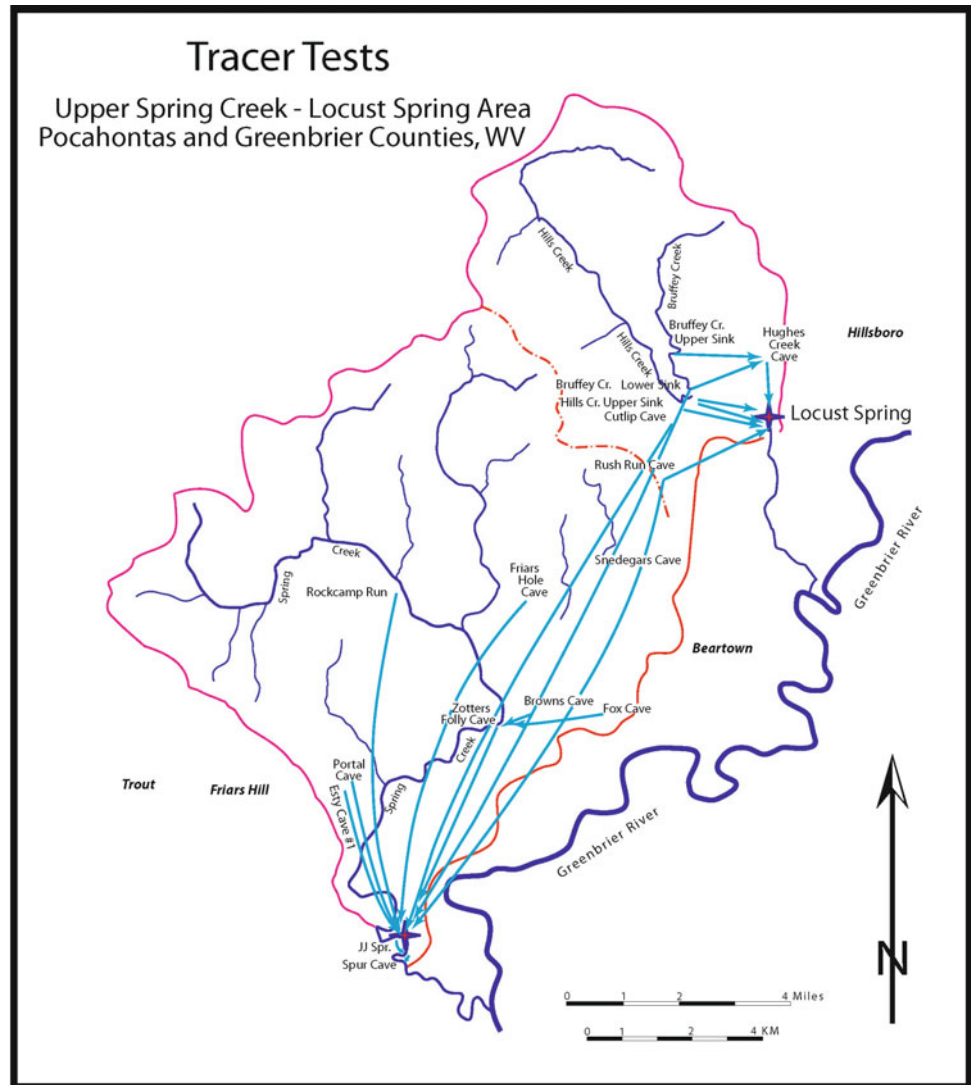 Tracer Tests
Upper Spring Creek - Locust Spring Area
Pocahontas and Greenbrier Counties, WV
Hills Creek
Bruffey Creek
Bruffey Cr.
Upper Sink
Hughes
Creek
Cave
Hillsboro
Hills Creek
Bruffey Cr. Lower Sink
Hills Cr. Upper Sink
Cutlip Cave
Locust Spring
Rush Run Cave
Greenbrier River
Creek
Spring
Rockcamp Run
Friars
Hole
Cave
Snedegars Cave
Beartown
Zotters
Folly Cave
Browns Cave
Fox Cave
Creek
Spring
Portal
Cave
Esty Cave #1
Trout
Friars Hill
Greenbrier River
JJ Spr.
Spur Cave
N
0 1 2 4 Miles
0 1 2 4 KM